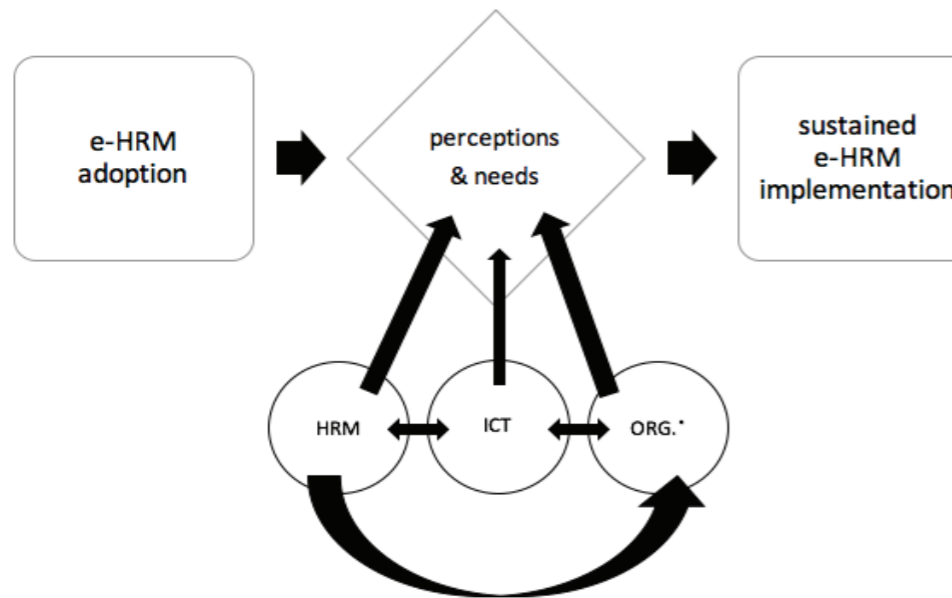 e-HRM
adoption
perceptions
& needs
sustained
e-HRM
implementation
HRM
ICT
ORG.*